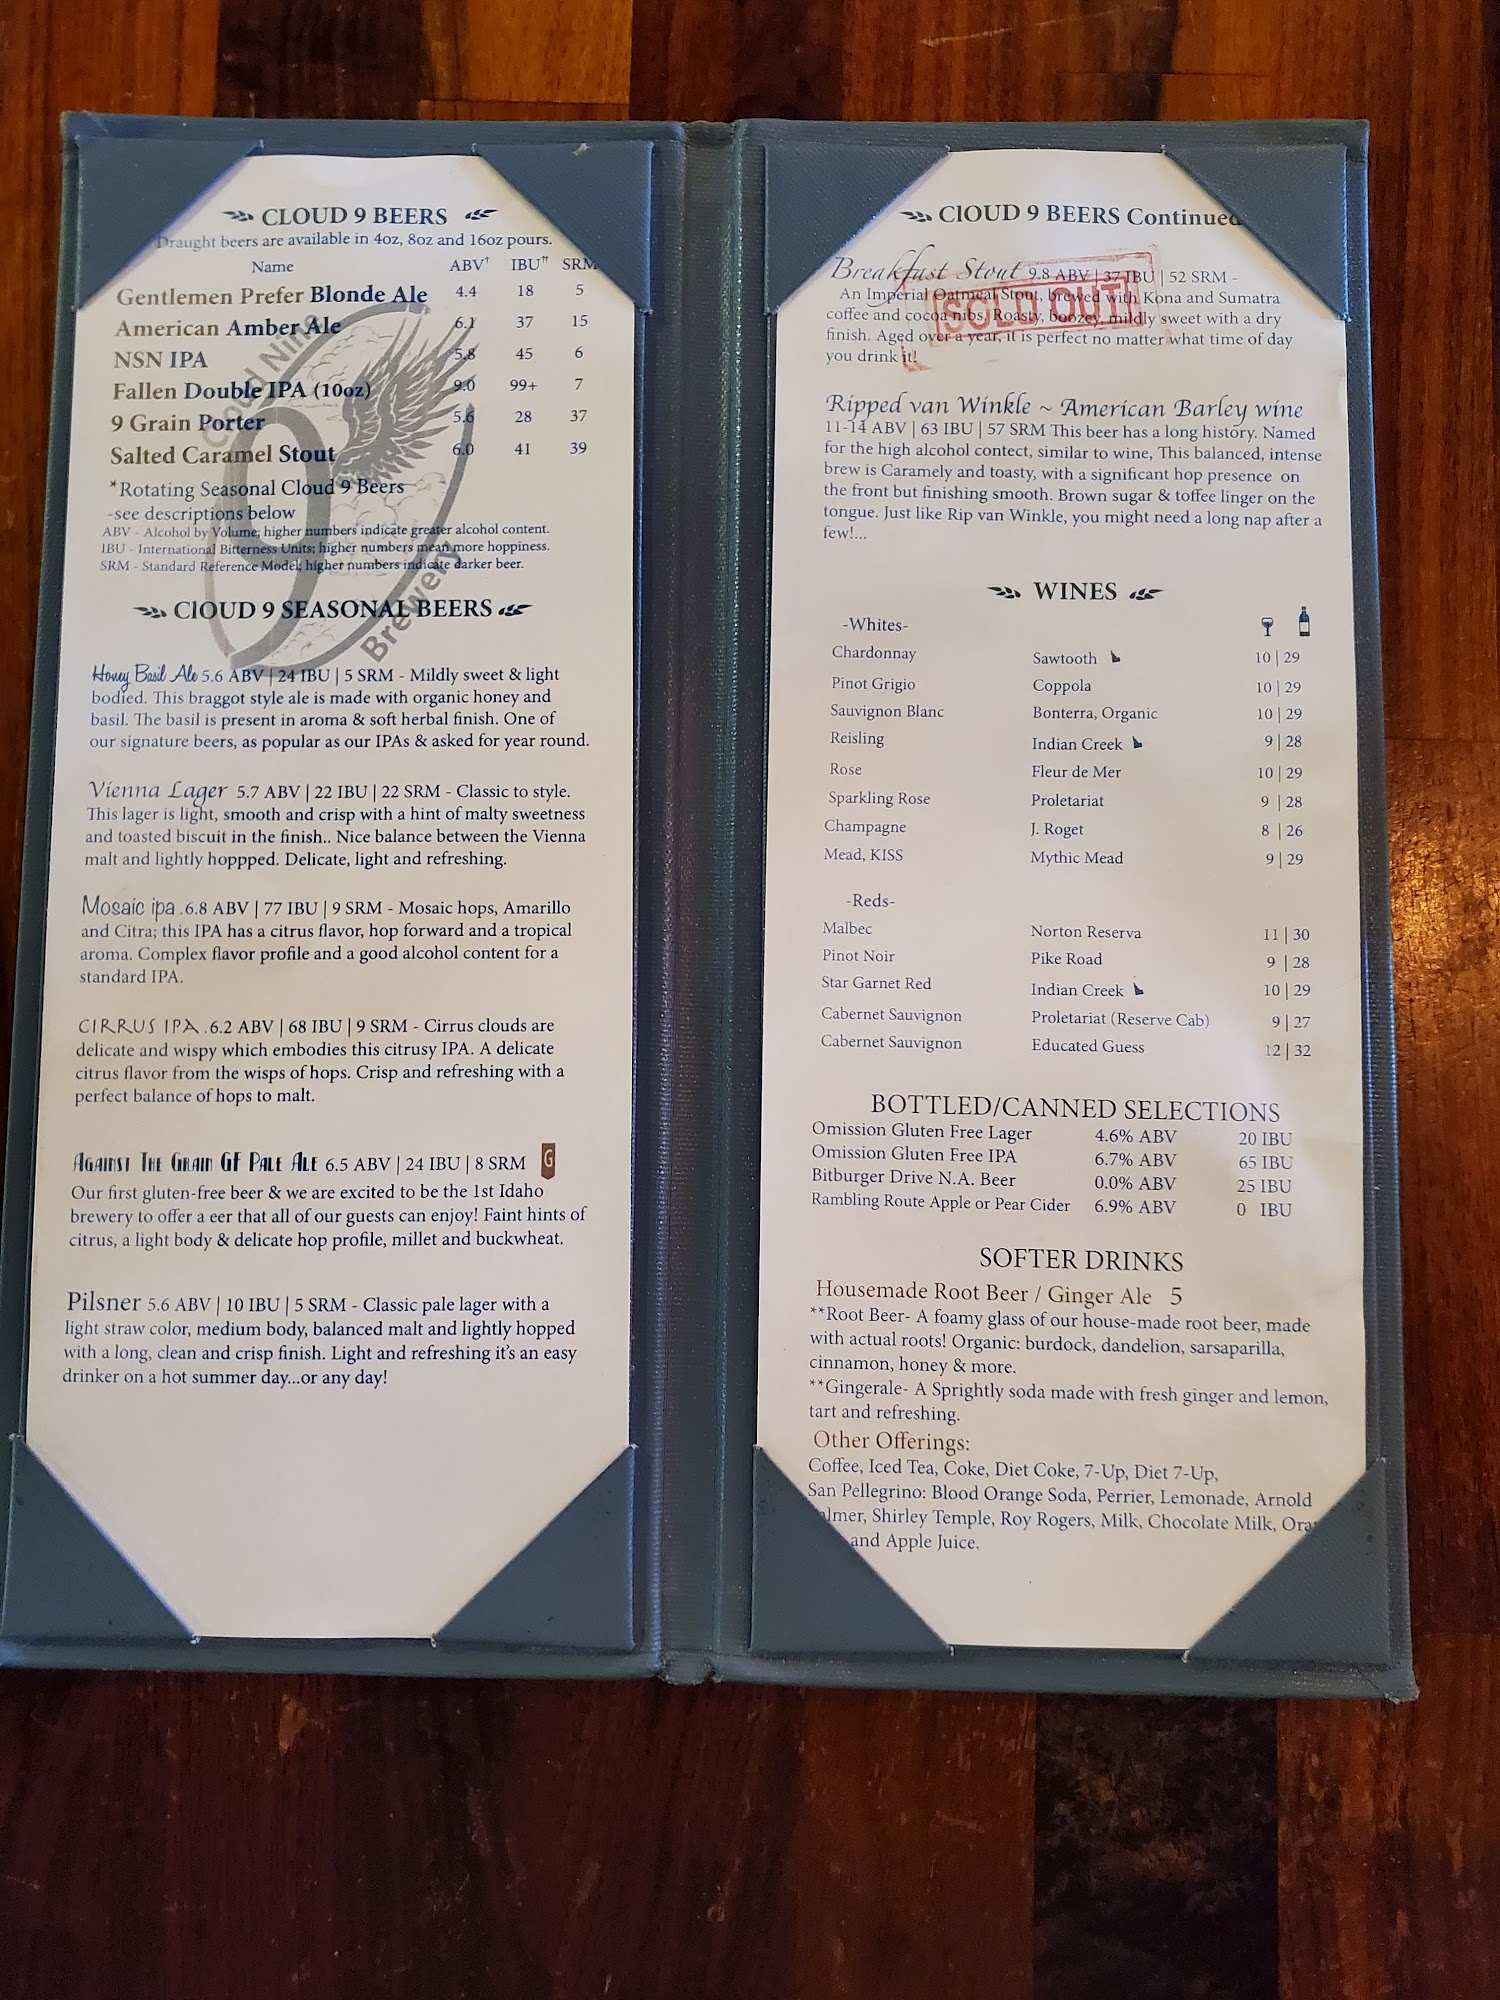 CLOUD 9 BEERS
Draught beers are available in 4oz, 8oz and 16oz pours.
Name ABV† IBU†† SRM
Gentlemen Prefer Blonde Ale 4.4 18 5
American Amber Ale 6.1 37 15
NSN IPA 5.8 45 6
Fallen Double IPA (10oz) 9.0 99+ 7
9 Grain Porter 5.6 28 37
Salted Caramel Stout 6.0 41 39
*Rotating Seasonal Cloud 9 Beers
-see descriptions below
ABV - Alcohol by Volume; higher numbers indicate greater alcohol content.
IBU - International Bitterness Units; higher numbers mean more hoppiness.
SRM - Standard Reference Model; higher numbers indicate darker beer.
Cloud Nine
9
Brewery
ClOUD 9 SEASONAL BEERS
Honey Basil Ale 5.6 ABV | 24 IBU | 5 SRM - Mildly sweet & light
bodied. This braggot style ale is made with organic honey and
basil. The basil is present in aroma & soft herbal finish. One of
our signature beers, as popular as our IPAs & asked for year round.
Vienna Lager 5.7 ABV | 22 IBU | 22 SRM - Classic to style.
This lager is light, smooth and crisp with a hint of malty sweetness
and toasted biscuit in the finish.. Nice balance between the Vienna
malt and lightly hoppped. Delicate, light and refreshing.
Mosaic ipa .6.8 ABV | 77 IBU | 9 SRM - Mosaic hops, Amarillo
and Citra; this IPA has a citrus flavor, hop forward and a tropical
aroma. Complex flavor profile and a good alcohol content for a
standard IPA.
CIRRUS IPA .6.2 ABV | 68 IBU | 9 SRM - Cirrus clouds are
delicate and wispy which embodies this citrusy IPA. A delicate
citrus flavor from the wisps of hops. Crisp and refreshing with a
perfect balance of hops to malt.
Against The Grain GF Pale Ale 6.5 ABV | 24 IBU | 8 SRM G
Our first gluten-free beer & we are excited to be the 1st Idaho
brewery to offer a eer that all of our guests can enjoy! Faint hints of
citrus, a light body & delicate hop profile, millet and buckwheat.
Pilsner 5.6 ABV | 10 IBU | 5 SRM - Classic pale lager with a
light straw color, medium body, balanced malt and lightly hopped
with a long, clean and crisp finish. Light and refreshing it's an easy
drinker on a hot summer day...or any day!
ClOUD 9 BEERS Continued
Breakfast Stout 9.8 ABV | 37 IBU | 52 SRM -
An Imperial Oatmeal Stout, brewed with Kona and Sumatra
coffee and cocoa nibs. Roasty, boozey, mildly sweet with a dry
finish. Aged over a year, it is perfect no matter what time of day
you drink it!
SOLD OUT
Ripped van Winkle ~ American Barley wine
11-14 ABV | 63 IBU | 57 SRM This beer has a long history. Named
for the high alcohol contect, similar to wine, This balanced, intense
brew is Caramely and toasty, with a significant hop presence on
the front but finishing smooth. Brown sugar & toffee linger on the
tongue. Just like Rip van Winkle, you might need a long nap after a
few!...
WINES
-Whites-
Chardonnay Sawtooth 10 | 29
Pinot Grigio Coppola 10 | 29
Sauvignon Blanc Bonterra, Organic 10 | 29
Reisling Indian Creek 9 | 28
Rose Fleur de Mer 10 | 29
Sparkling Rose Proletariat 9 | 28
Champagne J. Roget 8 | 26
Mead, KISS Mythic Mead 9 | 29
-Reds-
Malbec Norton Reserva 11 | 30
Pinot Noir Pike Road 9 | 28
Star Garnet Red Indian Creek 10 | 29
Cabernet Sauvignon Proletariat (Reserve Cab) 9 | 27
Cabernet Sauvignon Educated Guess 12 | 32
BOTTLED/CANNED SELECTIONS
Omission Gluten Free Lager 4.6% ABV 20 IBU
Omission Gluten Free IPA 6.7% ABV 65 IBU
Bitburger Drive N.A. Beer 0.0% ABV 25 IBU
Rambling Route Apple or Pear Cider 6.9% ABV 0 IBU
SOFTER DRINKS
Housemade Root Beer / Ginger Ale 5
**Root Beer- A foamy glass of our house-made root beer, made
with actual roots! Organic: burdock, dandelion, sarsaparilla,
cinnamon, honey & more.
**Gingerale- A Sprightly soda made with fresh ginger and lemon,
tart and refreshing.
Other Offerings:
Coffee, Iced Tea, Coke, Diet Coke, 7-Up, Diet 7-Up,
San Pellegrino: Blood Orange Soda, Perrier, Lemonade, Arnold
lmer, Shirley Temple, Roy Rogers, Milk, Chocolate Milk, Ora
and Apple Juice.